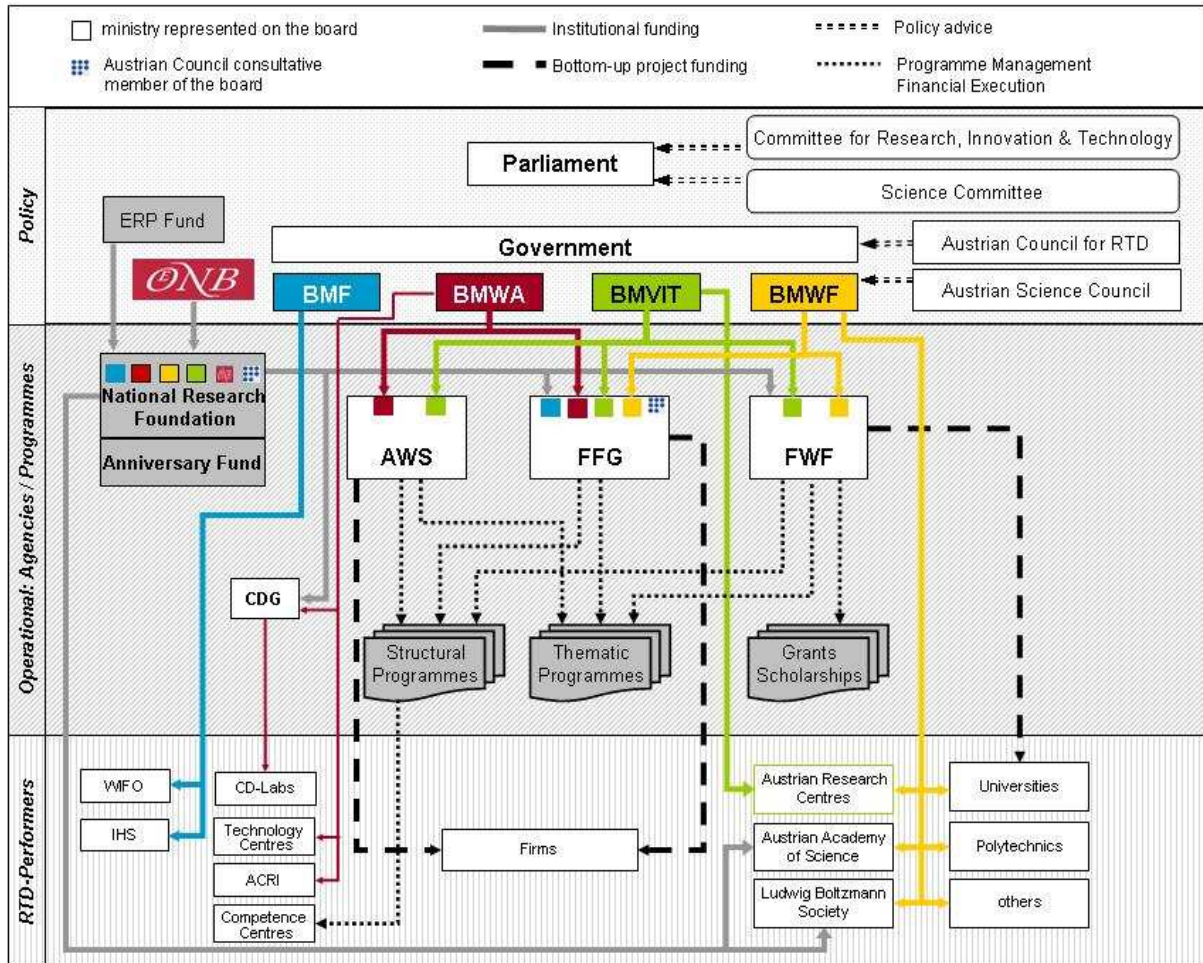 ministry represented on the board
Institutional funding
Policy advice
Austrian Council consultative
member of the board
Bottom-up project funding
Programme Management
Financial Execution
Policy
Committee for Research, Innovation & Technology
Parliament
Science Committee
ERP Fund
Government
Austrian Council for RTD
OeNB
BMF
BMWA
BMVIT
BMWF
Austrian Science Council
Operational: Agencies / Programmes
National Research
Foundation
Anniversary Fund
AWS
FFG
FWF
CDG
Structural
Programmes
Thematic
Programmes
Grants
Scholarships
RTD-Performers
WIFO
IHS
CD-Labs
Technology
Centres
ACRI
Competence
Centres
Firms
Austrian Research
Centres
Austrian Academy
of Science
Ludwig Boltzmann
Society
Universities
Polytechnics
others